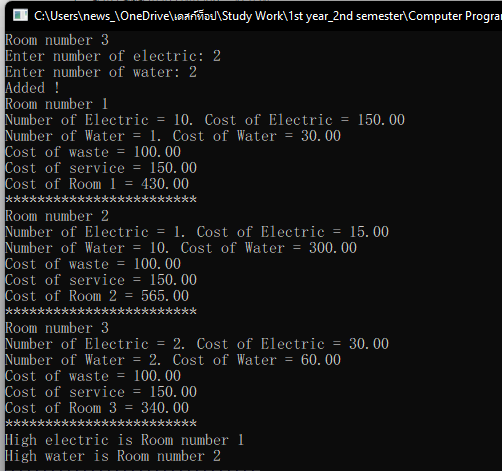 C:\Users\news_\OneDrive\เดสก์ท็อป\Study Work\1st year_2nd semester\Computer Progra
Room number 3
Enter number of electric: 2
Enter number of water: 2
Added !
Room number 1
Number of Electric = 10. Cost of Electric = 150.00
Number of Water = 1. Cost of Water = 30.00
Cost of waste = 100.00
Cost of service = 150.00
Cost of Room 1 = 430.00
************************
Room number 2
Number of Electric = 1. Cost of Electric = 15.00
Number of Water = 10. Cost of Water = 300.00
Cost of waste = 100.00
Cost of service = 150.00
Cost of Room 2 = 565.00
************************
Room number 3
Number of Electric = 2. Cost of Electric = 30.00
Number of Water = 2. Cost of Water = 60.00
Cost of waste = 100.00
Cost of service = 150.00
Cost of Room 3 = 340.00
************************
High electric is Room number 1
High water is Room number 2